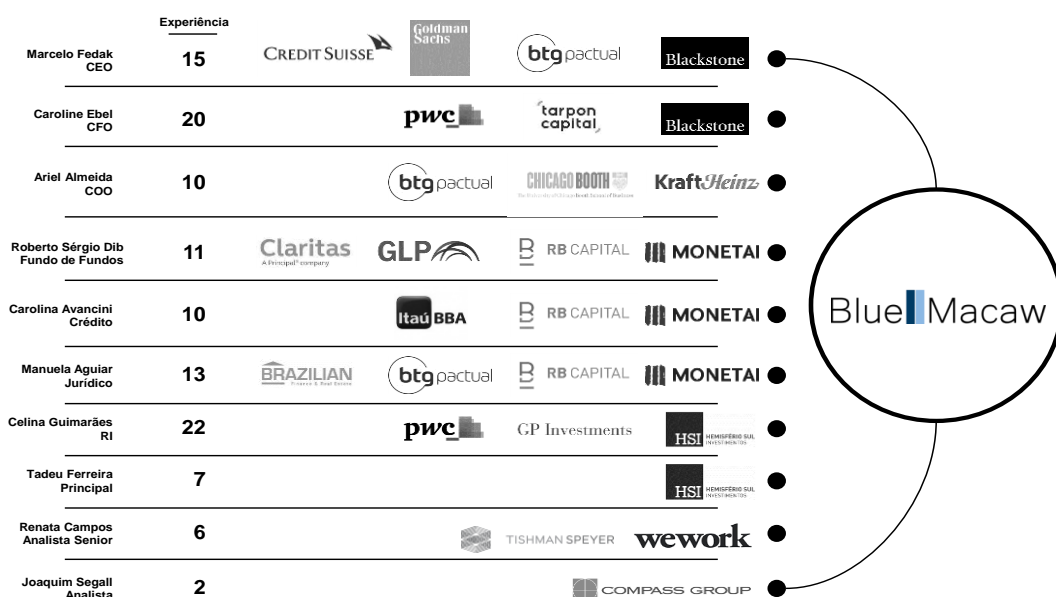 Experiência
Marcelo Fedak
CEO
15
CREDIT SUISSE
Goldman
Sachs
btg pactual
Blackstone
Caroline Ebel
CFO
20
pwc
tarpon
capital
Blackstone
Ariel Almeida
COO
10
btg pactual
CHICAGO BOOTH
KraftHeinz
Roberto Sérgio Dib
Fundo de Fundos
11
Claritas
A Principal® company
GLP
RB CAPITAL
MONETAI
Carolina Avancini
Crédito
10
Itaú BBA
RB CAPITAL
MONETAI
Manuela Aguiar
Jurídico
13
BRAZILIAN
Finance & Real Estate
btg pactual
RB CAPITAL
MONETAI
Celina Guimarães
RI
22
pwc
GP Investments
HSI HEMISFÉRIO SUL
INVESTIMENTOS
Tadeu Ferreira
Principal
7
HSI HEMISFÉRIO SUL
INVESTIMENTOS
Renata Campos
Analista Senior
6
TISHMAN SPEYER
wework
Joaquim Segall
Analista
2
COMPASS GROUP
Blue Macaw